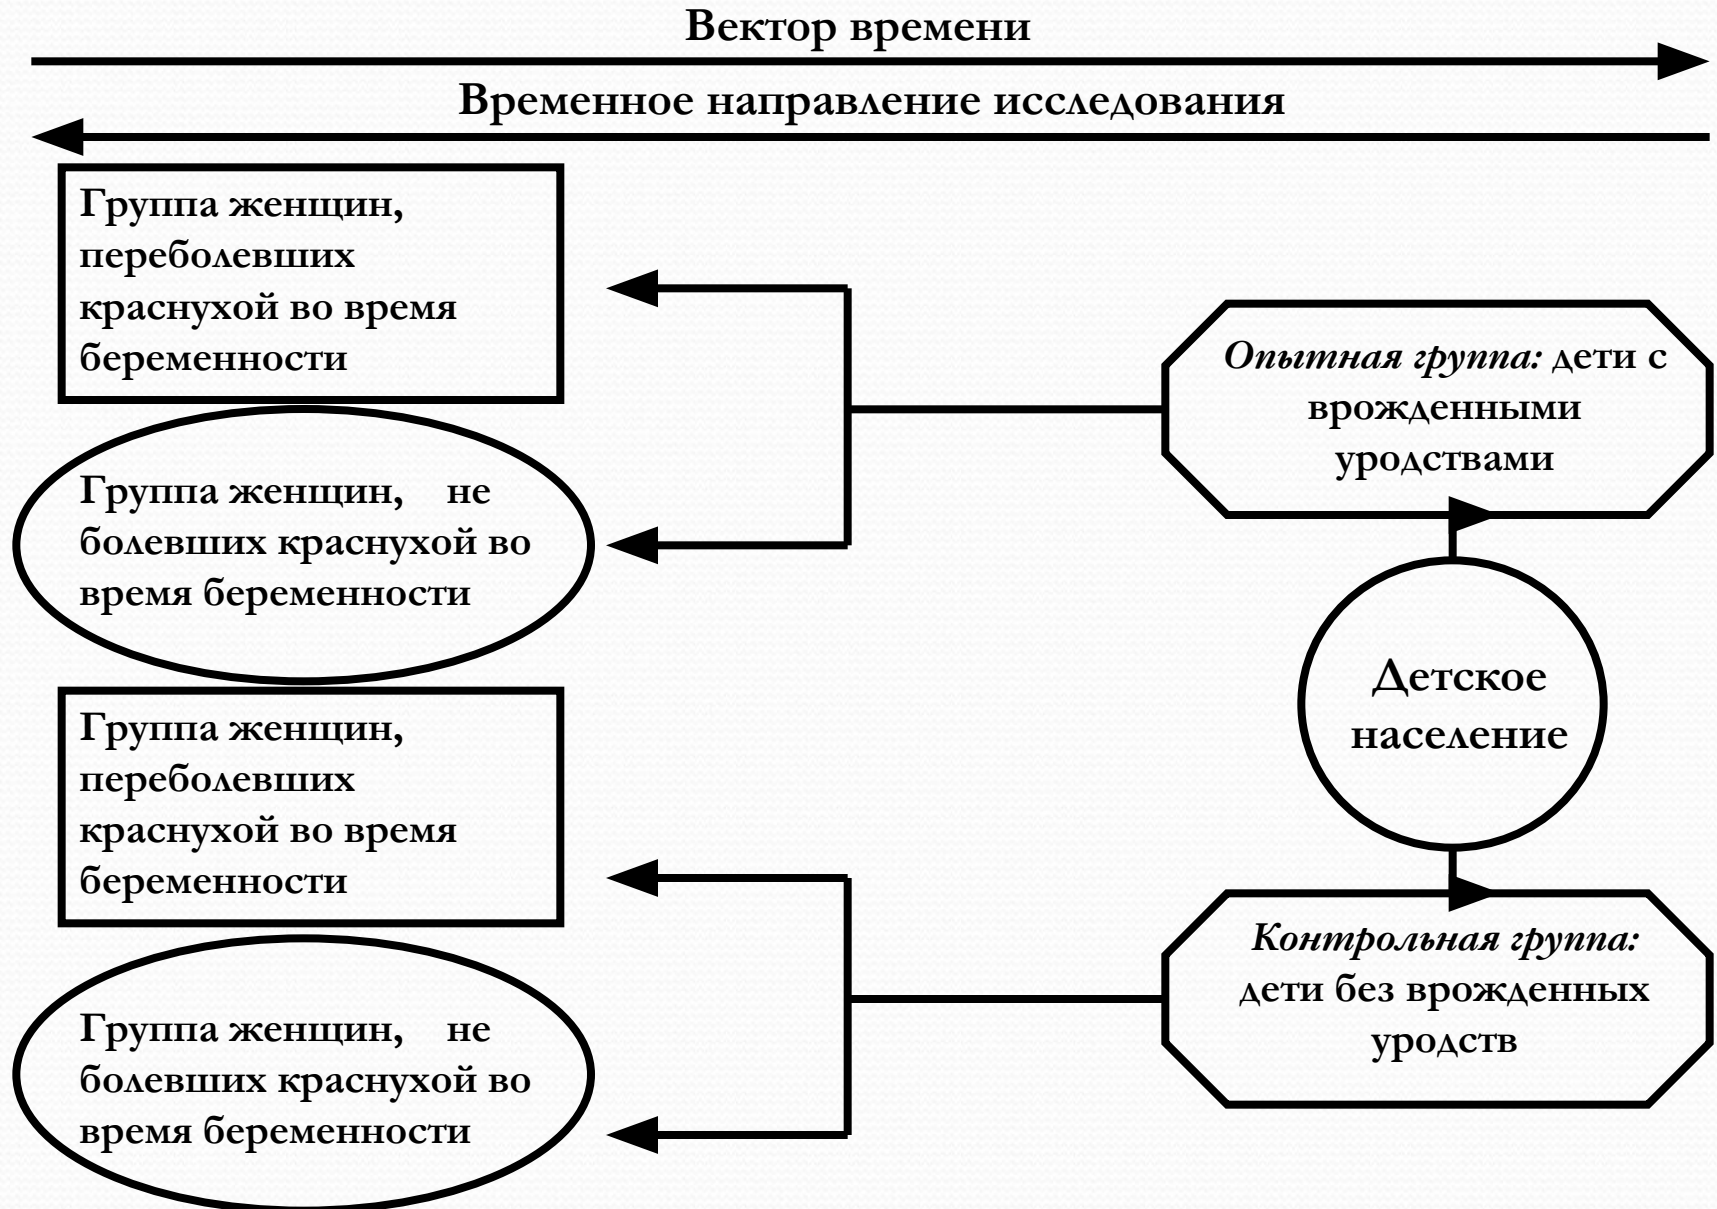 Вектор времени
Временное направление исследования
Группа женщин,
переболевших
краснухой во время
беременности
Группа женщин, не
болевших краснухой во
время беременности
Группа женщин,
переболевших
краснухой во время
беременности
Группа женщин, не
болевших краснухой во
время беременности
Опытная группа: дети с
врожденными
уродствами
Детское
население
Контрольная группа:
дети без врожденных
уродств